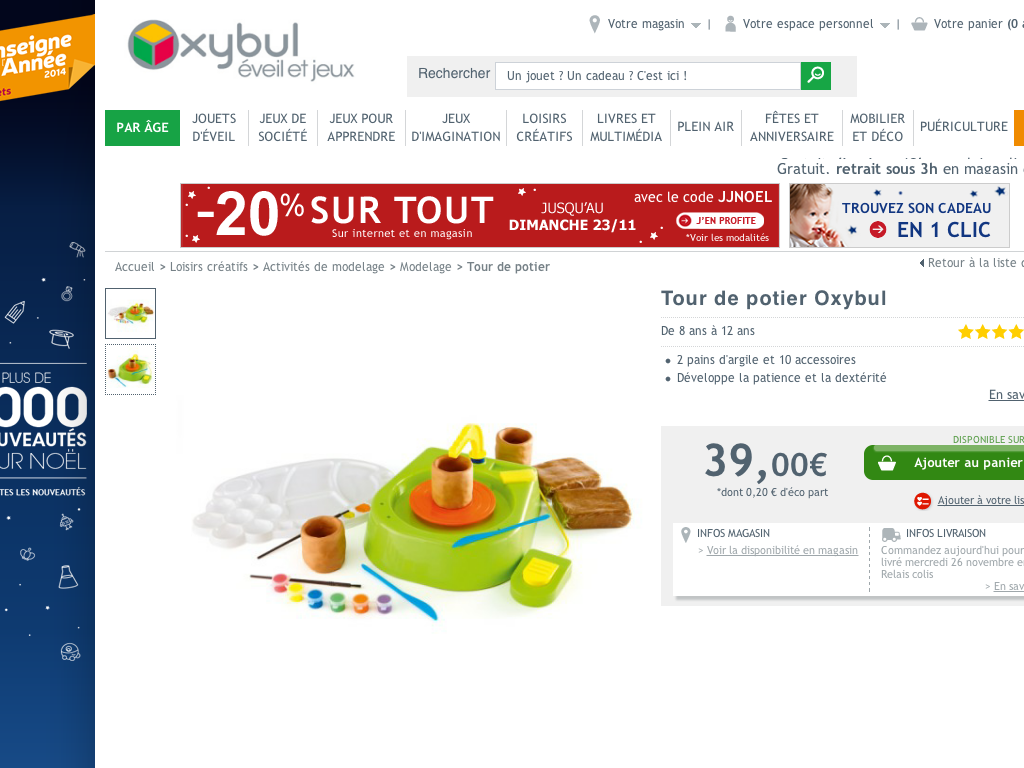 nseigne
l'Année
2014
ets
Oxybul
éveil et jeux
Votre magasin |
Votre espace personnel |
Votre panier (0 a
Rechercher
Un jouet ? Un cadeau ? C'est ici !
PAR ÂGE
JOUETS
D'ÉVEIL
JEUX DE
SOCIÉTÉ
JEUX POUR
APPRENDRE
JEUX
D'IMAGINATION
LOISIRS
CRÉATIFS
LIVRES ET
MULTIMÉDIA
PLEIN AIR
FÊTES ET
ANNIVERSAIRE
MOBILIER
ET DÉCO
PUÉRICULTURE
Gratuit, retrait sous 3h en magasin
-20% SUR TOUT
Sur internet et en magasin
JUSQU'AU
DIMANCHE 23/11
avec le code JJNOEL
J'EN PROFITE
*Voir les modalités
TROUVEZ SON CADEAU
EN 1 CLIC
Accueil > Loisirs créatifs > Activités de modelage > Modelage > Tour de potier
Retour à la liste
PLUS DE
000
UVEAUTÉS
UR NOËL
TES LES NOUVEAUTÉS
Tour de potier Oxybul
De 8 ans à 12 ans
• 2 pains d'argile et 10 accessoires
• Développe la patience et la dextérité
En sav
39,00€
*dont 0,20 € d'éco part
DISPONIBLE SUR
Ajouter au panier
Ajouter à votre lis
INFOS MAGASIN
> Voir la disponibilité en magasin
INFOS LIVRAISON
Commandez aujourd'hui pour
livré mercredi 26 novembre e
Relais colis
> En sav